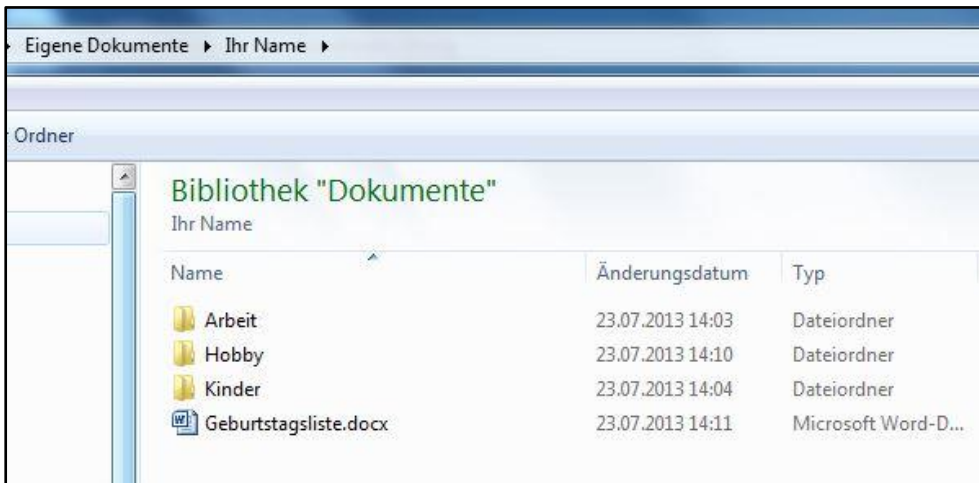 Eigene Dokumente ▸ Ihr Name ▸
Ordner
Bibliothek "Dokumente"
Ihr Name
Name Änderungsdatum Typ
Arbeit 23.07.2013 14:03 Dateiordner
Hobby 23.07.2013 14:10 Dateiordner
Kinder 23.07.2013 14:04 Dateiordner
Geburtstagsliste.docx 23.07.2013 14:11 Microsoft Word-D...